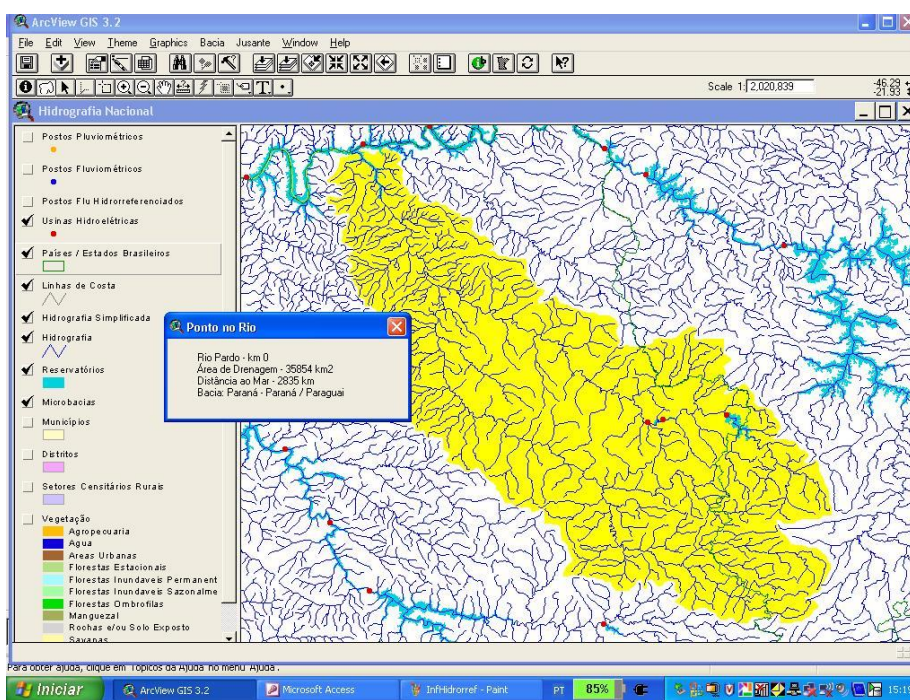 ArcView GIS 3.2
File Edit View Theme Graphics Bacia Jusante Window Help
Scale 1: 2,020,839
-46.29
-21.93
Hidrografia Nacional
Postos Pluviométricos
Postos Fluviométricos
Postos Flu Hidrorreferenciados
Usinas Hidroelétricas
Países / Estados Brasileiros
Linhas de Costa
Hidrografia Simplificada
Hidrografia
Reservatórios
Microbacias
Municípios
Distritos
Setores Censitários Rurais
Vegetação
Agropecuaria
Agua
Areas Urbanas
Florestas Estacionais
Florestas Inundaveis Permanent
Florestas Inundaveis Sazonalme
Florestas Ombrofilas
Manguezal
Rochas e/ou Solo Exposto
Savanas
Ponto no Rio
Rio Pardo - km 0
Área de Drenagem - 35854 km2
Distância ao Mar - 2835 km
Bacia: Paraná - Paraná / Paraguai
Para obter ajuda, clique em Tópicos da Ajuda no menu Ajuda.
Iniciar
ArcView GIS 3.2
Microsoft Access
InfHidrorref - Paint
PT
85%
15:19